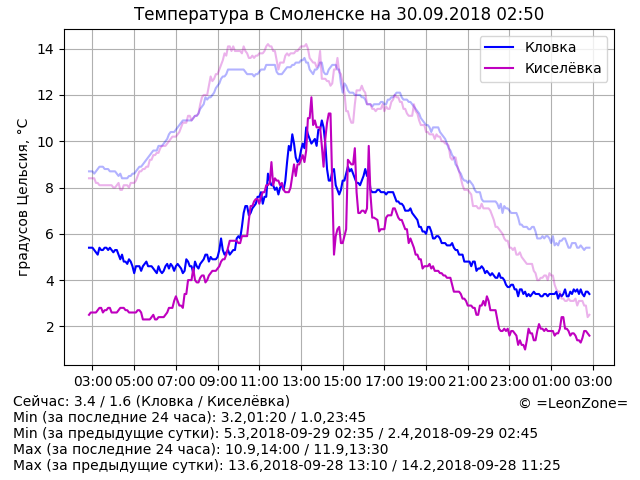 Температура в Смоленске на 30.09.2018 02:50
Кловка
Киселёвка
градусов Цельсия, °C
14
12
10
8
6
4
2
03:00 05:00 07:00 09:00 11:00 13:00 15:00 17:00 19:00 21:00 23:00 01:00 03:00
Сейчас: 3.4 / 1.6 (Кловка / Киселёвка)
© =LeonZone=
Min (за последние 24 часа): 3.2,01:20 / 1.0,23:45
Min (за предыдущие сутки): 5.3,2018-09-29 02:35 / 2.4,2018-09-29 02:45
Max (за последние 24 часа): 10.9,14:00 / 11.9,13:30
Max (за предыдущие сутки): 13.6,2018-09-28 13:10 / 14.2,2018-09-28 11:25